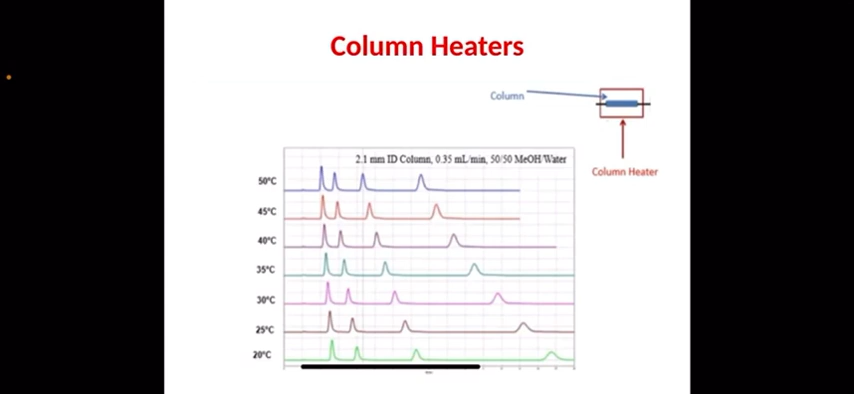 Column Heaters
Column
Column Heater
2.1 mm ID Column, 0.35 mL/min, 50/50 MeOH/Water
50°C
45°C
40°C
35°C
30°C
25°C
20°C